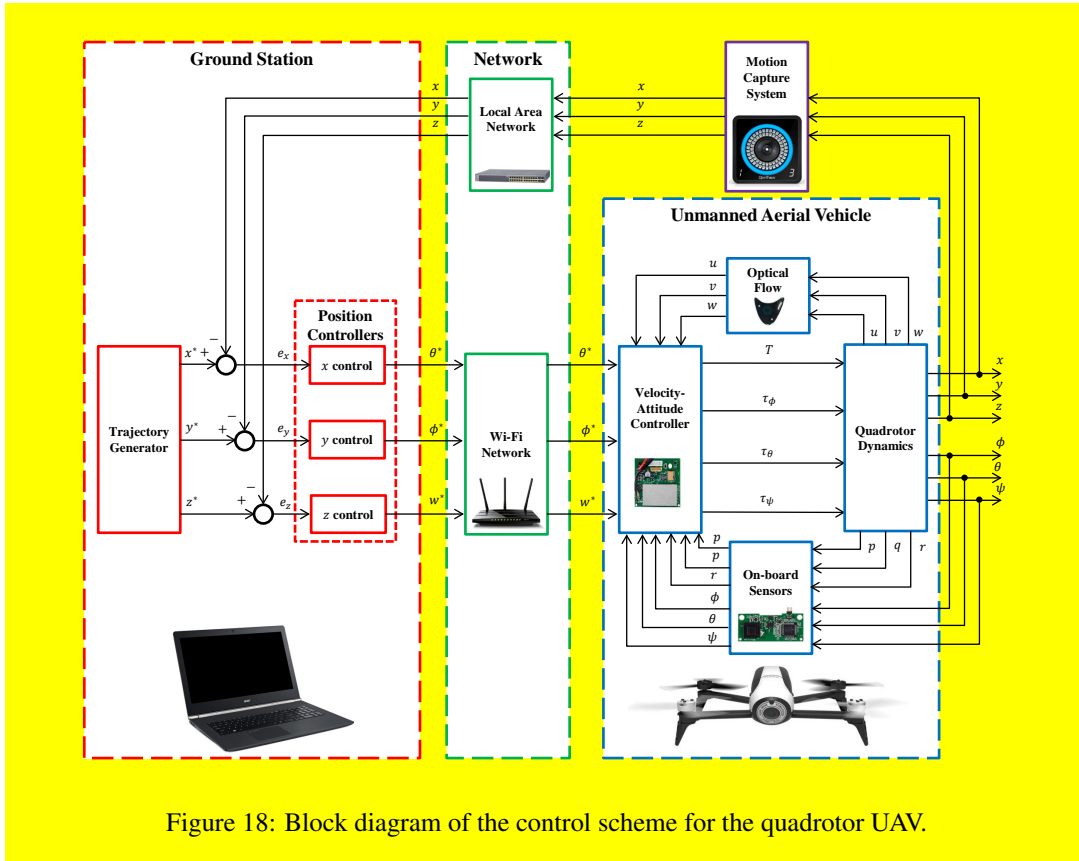 Ground Station
Network
Motion
Capture
System
x
y
z
Local Area
Network
x
y
z
1 3
Unmanned Aerial Vehicle
u
v
w
Optical
Flow
u v w
Position
Controllers
Trajectory
Generator
x* + −
y* + −
z* + −
e_x
e_y
e_z
x control
y control
z control
θ*
ϕ*
w*
Wi-Fi
Network
θ*
ϕ*
w*
Velocity-
Attitude
Controller
T
τ_ϕ
τ_θ
τ_ψ
Quadrotor
Dynamics
x
y
z
ϕ
θ
ψ
p
p
r
ϕ
θ
ψ
On-board
Sensors
p q r
Figure 18: Block diagram of the control scheme for the quadrotor UAV.